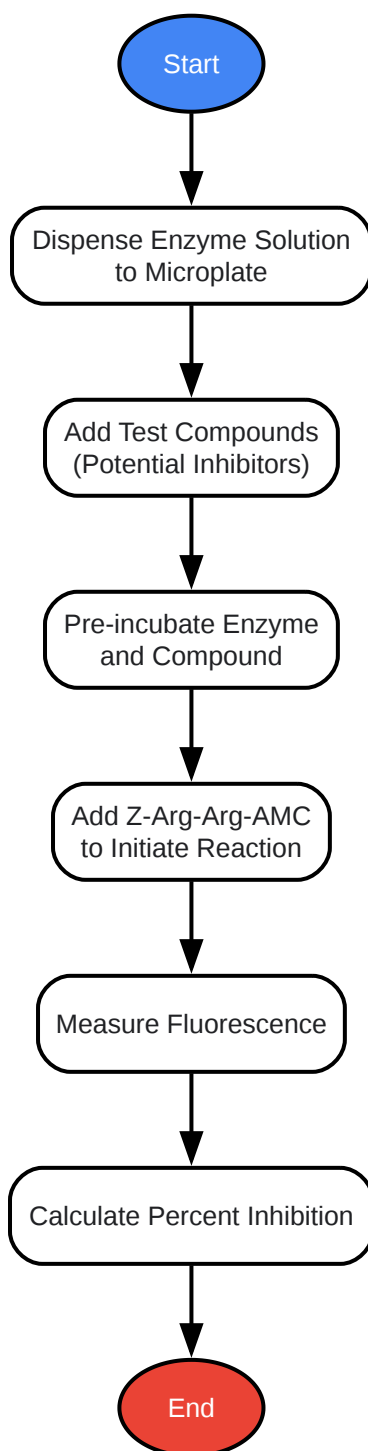 Start
Dispense Enzyme Solution
to Microplate
Add Test Compounds
(Potential Inhibitors)
Pre-incubate Enzyme
and Compound
Add Z-Arg-Arg-AMC
to Initiate Reaction
Measure Fluorescence
Calculate Percent Inhibition
End